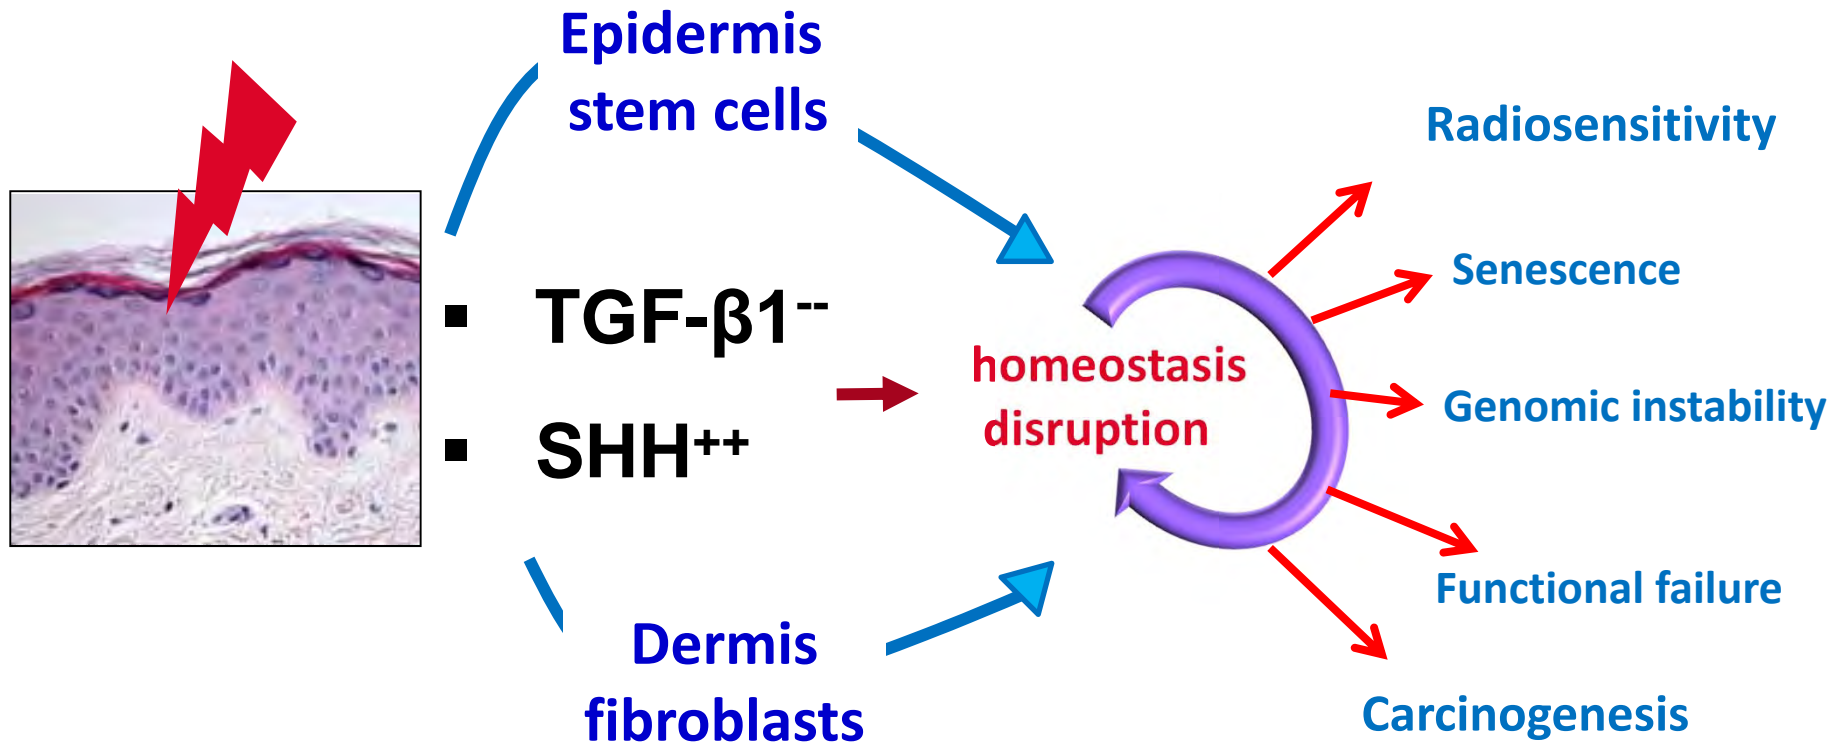 Epidermis
stem cells
▪ TGF-β1--
▪ SHH++
Dermis
fibroblasts
homeostasis
disruption
Radiosensitivity
Senescence
Genomic instability
Functional failure
Carcinogenesis